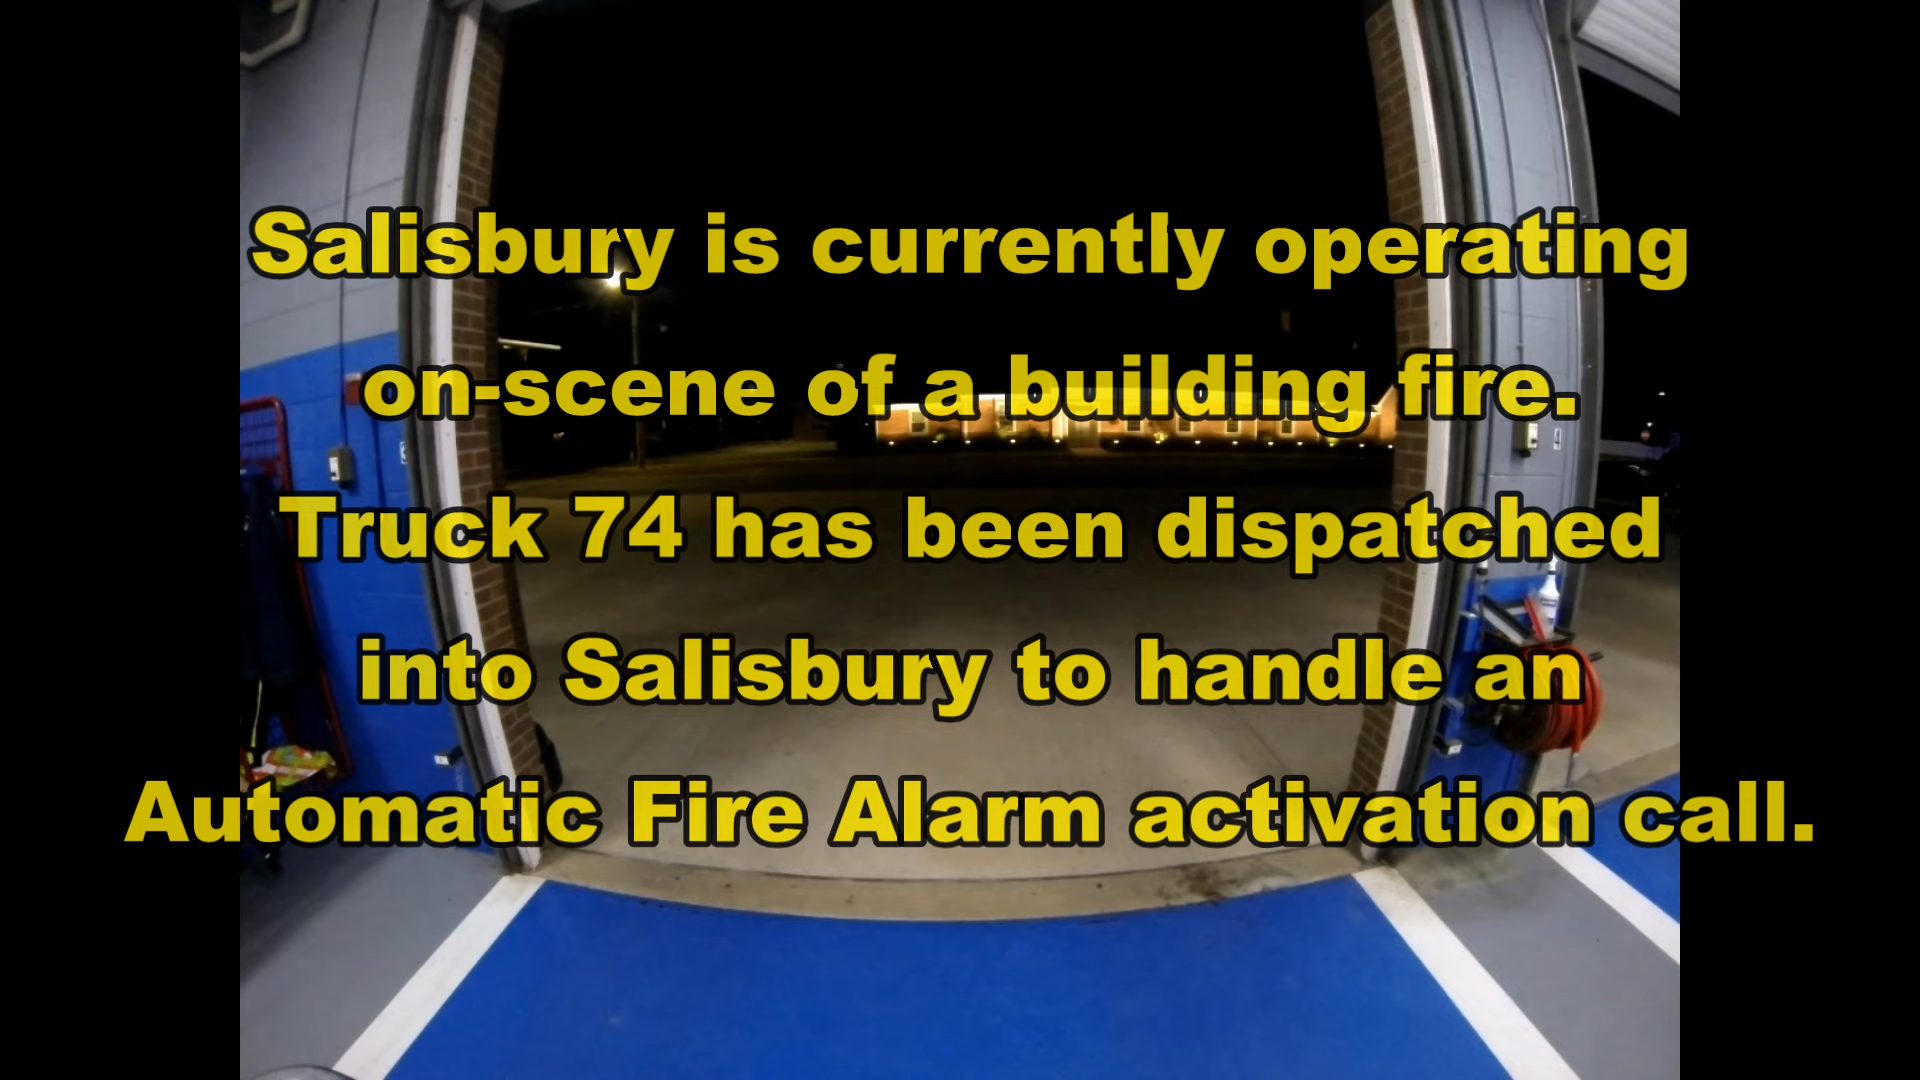 Salisbury is currently operating
on-scene of a building fire.
Truck 74 has been dispatched
into Salisbury to handle an
Automatic Fire Alarm activation call.